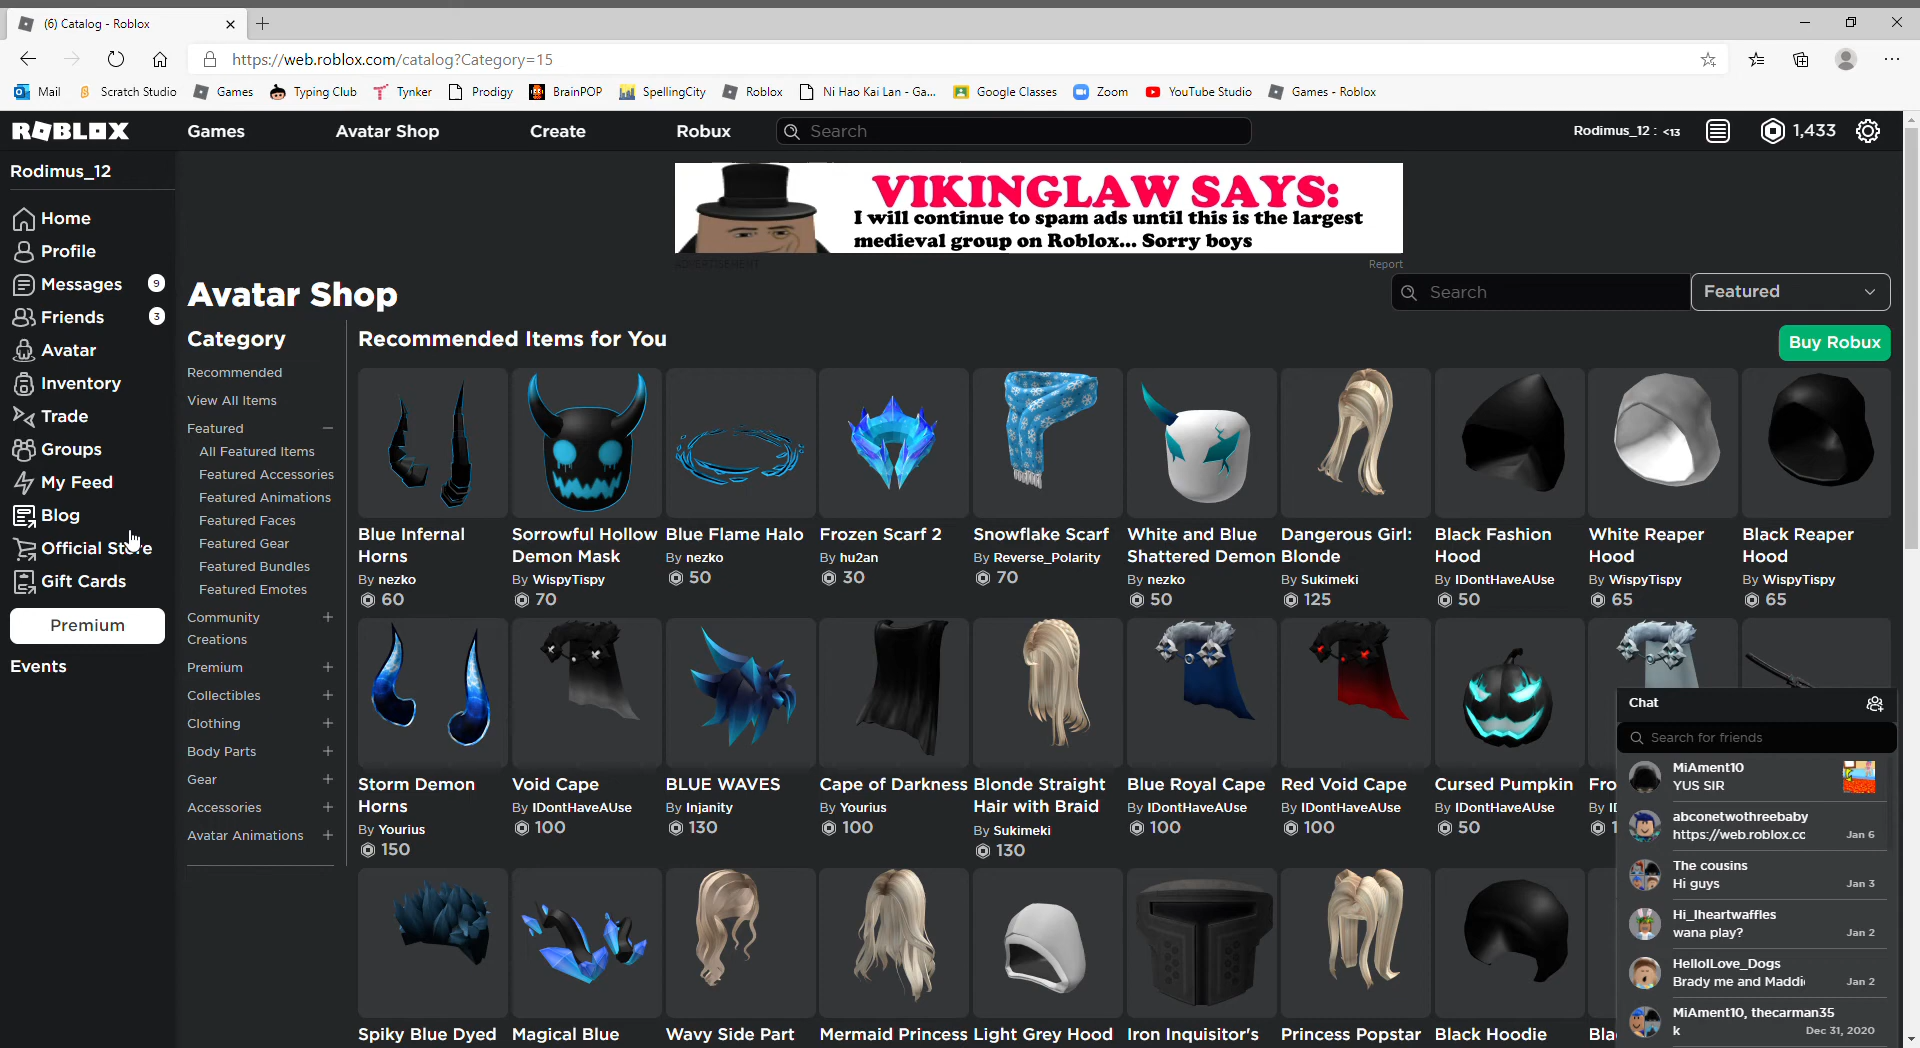 (6) Catalog - Roblox
https://web.roblox.com/catalog?Category=15
Mail Scratch Studio Games Typing Club Tynker Prodigy BrainPOP SpellingCity Roblox Ni Hao Kai Lan - Ga... Google Classes Zoom YouTube Studio Games - Roblox
ROBLOX Games Avatar Shop Create Robux Search Rodimus_12 : <13 1,433
Rodimus_12
Home
Profile
Messages 9
Friends 3
Avatar
Inventory
Trade
Groups
My Feed
Blog
Official Store
Gift Cards
Premium
Events
VIKINGLAW SAYS:
I will continue to spam ads until this is the largest
medieval group on Roblox... Sorry boys
ADVERTISEMENT Report
Avatar Shop
Search Featured
Category
Recommended
View All Items
Featured
All Featured Items
Featured Accessories
Featured Animations
Featured Faces
Featured Gear
Featured Bundles
Featured Emotes
Community
Creations
Premium
Collectibles
Clothing
Body Parts
Gear
Accessories
Avatar Animations
Recommended Items for You
Buy Robux
Blue Infernal
Horns
By nezko
60
Sorrowful Hollow
Demon Mask
By WispyTispy
70
Blue Flame Halo
By nezko
50
Frozen Scarf 2
By hu2an
30
Snowflake Scarf
By Reverse_Polarity
70
White and Blue
Shattered Demon
By nezko
50
Dangerous Girl:
Blonde
By Sukimeki
125
Black Fashion
Hood
By IDontHaveAUse
50
White Reaper
Hood
By WispyTispy
65
Black Reaper
Hood
By WispyTispy
65
Storm Demon
Horns
By Yourius
150
Void Cape
By IDontHaveAUse
100
BLUE WAVES
By Injanity
130
Cape of Darkness
By Yourius
100
Blonde Straight
Hair with Braid
By Sukimeki
130
Blue Royal Cape
By IDontHaveAUse
100
Red Void Cape
By IDontHaveAUse
100
Cursed Pumpkin
By IDontHaveAUse
50
Fro
By
1
Spiky Blue Dyed
Magical Blue
Wavy Side Part
Mermaid Princess
Light Grey Hood
Iron Inquisitor's
Princess Popstar
Black Hoodie
Bla
Chat
Search for friends
MiAment10
YUS SIR
abconetwothreebaby
https://web.roblox.cc Jan 6
The cousins
Hi guys Jan 3
Hi_Iheartwaffles
wana play? Jan 2
HelloILove_Dogs
Brady me and Maddi Jan 2
MiAment10, thecarman35
k Dec 31, 2020